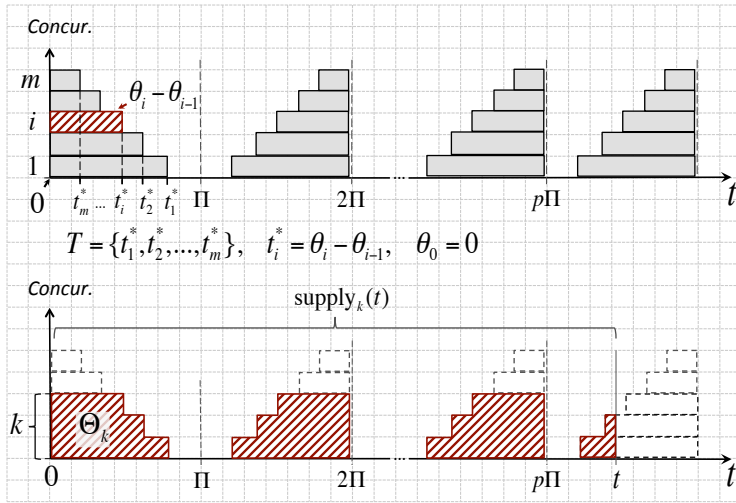 Concur.
m
θ_i − θ_{i−1}
i
1
0 t*_m ... t*_i t*_2 t*_1 Π 2Π ... pΠ t
T = {t*_1, t*_2, ..., t*_m}, t*_i = θ_i − θ_{i−1}, θ_0 = 0
Concur.
supply_k(t)
k Θ_k
0 Π 2Π ... pΠ t t